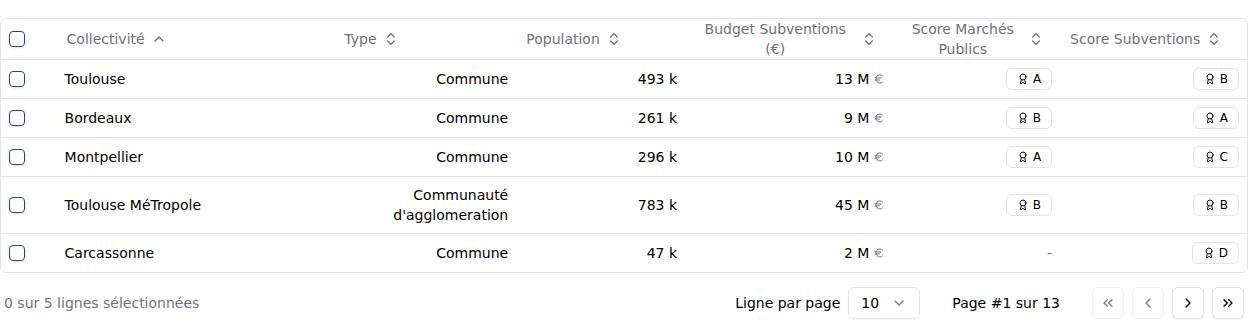 Collectivité Type Population Budget Subventions (€) Score Marchés Publics Score Subventions
Toulouse Commune 493 k 13 M € A B
Bordeaux Commune 261 k 9 M € B A
Montpellier Commune 296 k 10 M € A C
Toulouse MéTropole Communauté d'agglomeration 783 k 45 M € B B
Carcassonne Commune 47 k 2 M € - D
0 sur 5 lignes sélectionnées Ligne par page 10 Page #1 sur 13